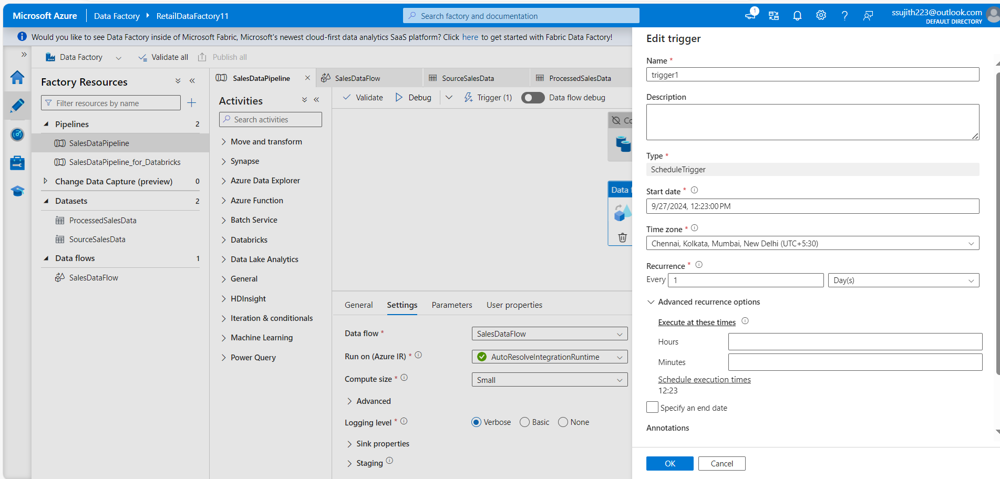 Microsoft Azure
Data Factory
RetailDataFactory11
Search factory and documentation
1
ssujith223@outlook.com
DEFAULT DIRECTORY
Would you like to see Data Factory inside of Microsoft Fabric, Microsoft's newest cloud-first data analytics SaaS platform? Click here to get started with Fabric Data Factory!
Data Factory
Validate all
Publish all
Factory Resources
Filter resources by name
Pipelines 2
SalesDataPipeline
SalesDataPipeline_for_Databricks
Change Data Capture (preview) 0
Datasets 2
ProcessedSalesData
SourceSalesData
Data flows 1
SalesDataFlow
SalesDataPipeline
SalesDataFlow
SourceSalesData
ProcessedSalesData
Activities
Search activities
Move and transform
Synapse
Azure Data Explorer
Azure Function
Batch Service
Databricks
Data Lake Analytics
General
HDInsight
Iteration & conditionals
Machine Learning
Power Query
Validate
Debug
Trigger (1)
Data flow debug
Co
Data f
General
Settings
Parameters
User properties
Data flow *
SalesDataFlow
Run on (Azure IR) *
AutoResolveIntegrationRuntime
Compute size *
Small
Advanced
Logging level *
Verbose
Basic
None
Sink properties
Staging
Edit trigger
Name *
trigger1
Description
Type *
ScheduleTrigger
Start date *
9/27/2024, 12:23:00 PM
Time zone *
Chennai, Kolkata, Mumbai, New Delhi (UTC+5:30)
Recurrence *
Every 1 Day(s)
Advanced recurrence options
Execute at these times
Hours
Minutes
Schedule execution times
12:23
Specify an end date
Annotations
OK
Cancel